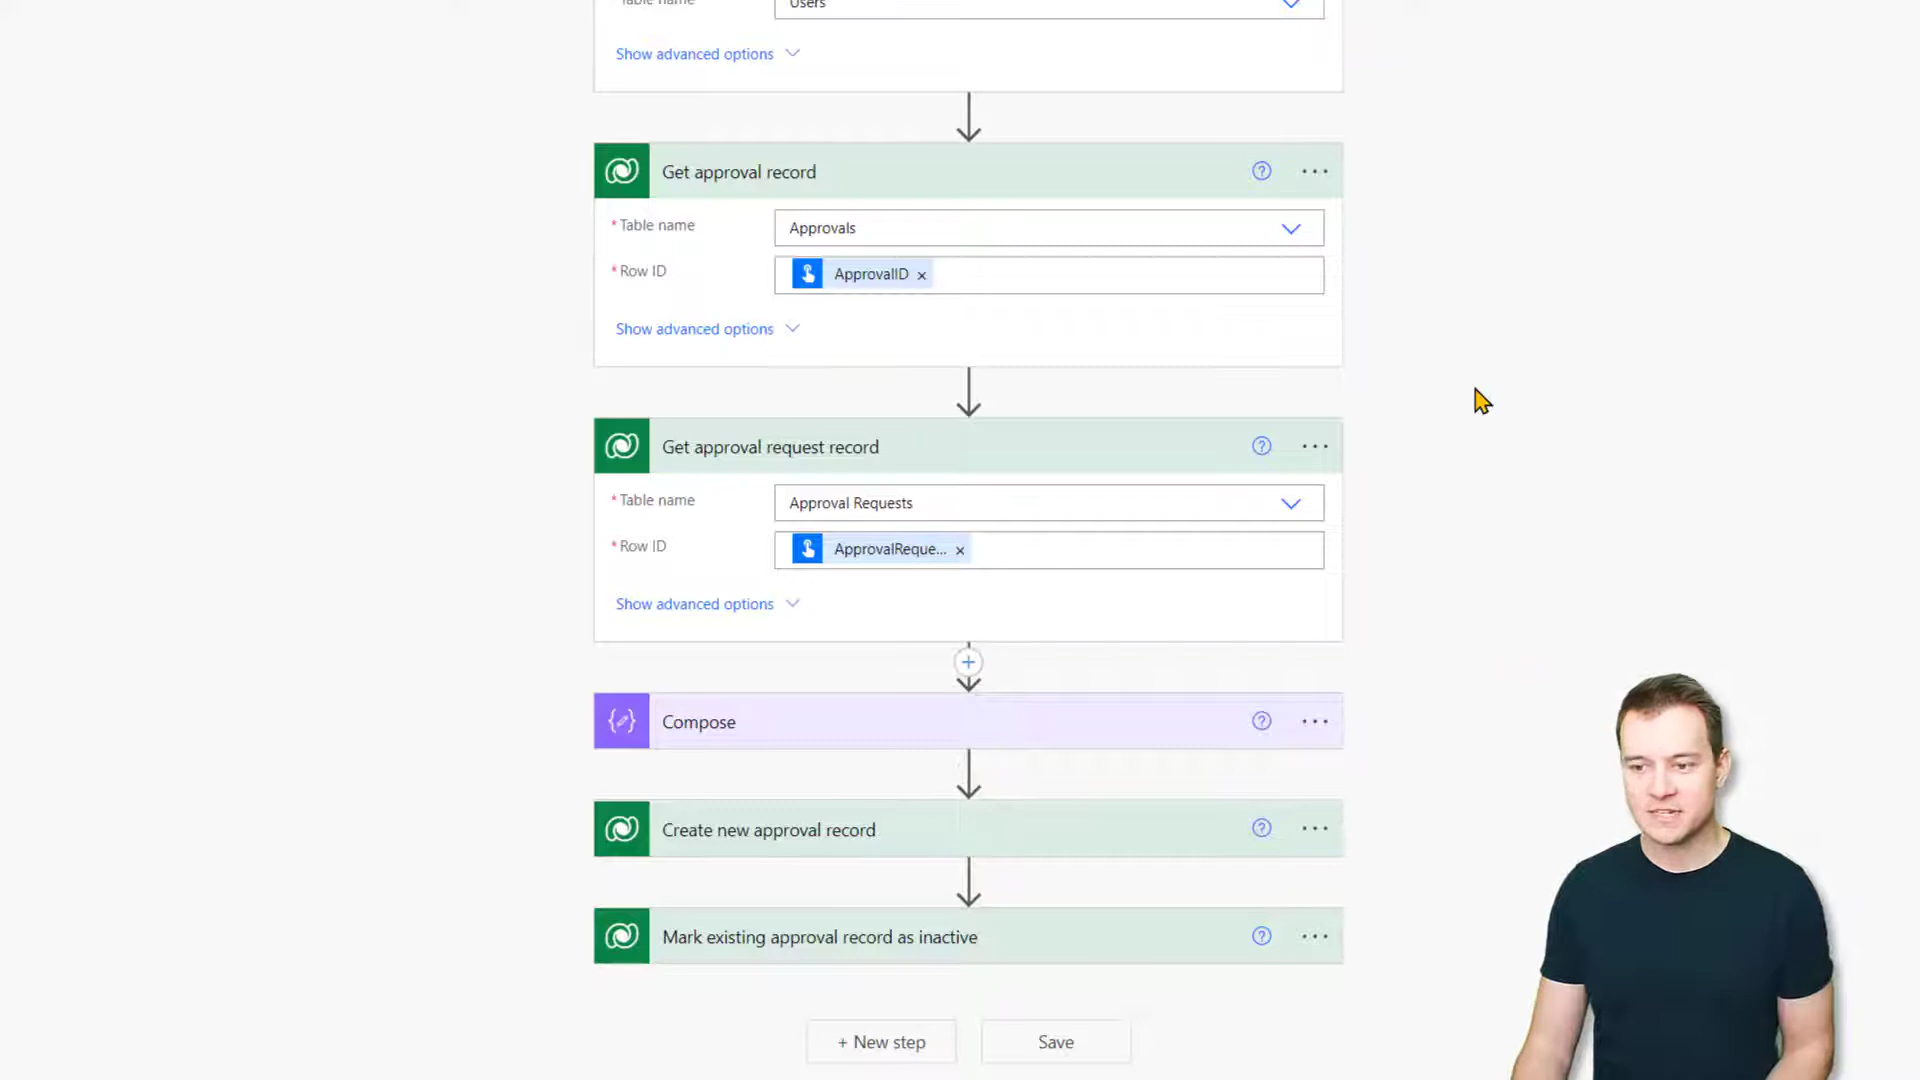 Table name
Users
Show advanced options
Get approval record
* Table name
Approvals
* Row ID
ApprovalID ×
Show advanced options
Get approval request record
* Table name
Approval Requests
* Row ID
ApprovalReque... ×
Show advanced options
Compose
Create new approval record
Mark existing approval record as inactive
+ New step
Save